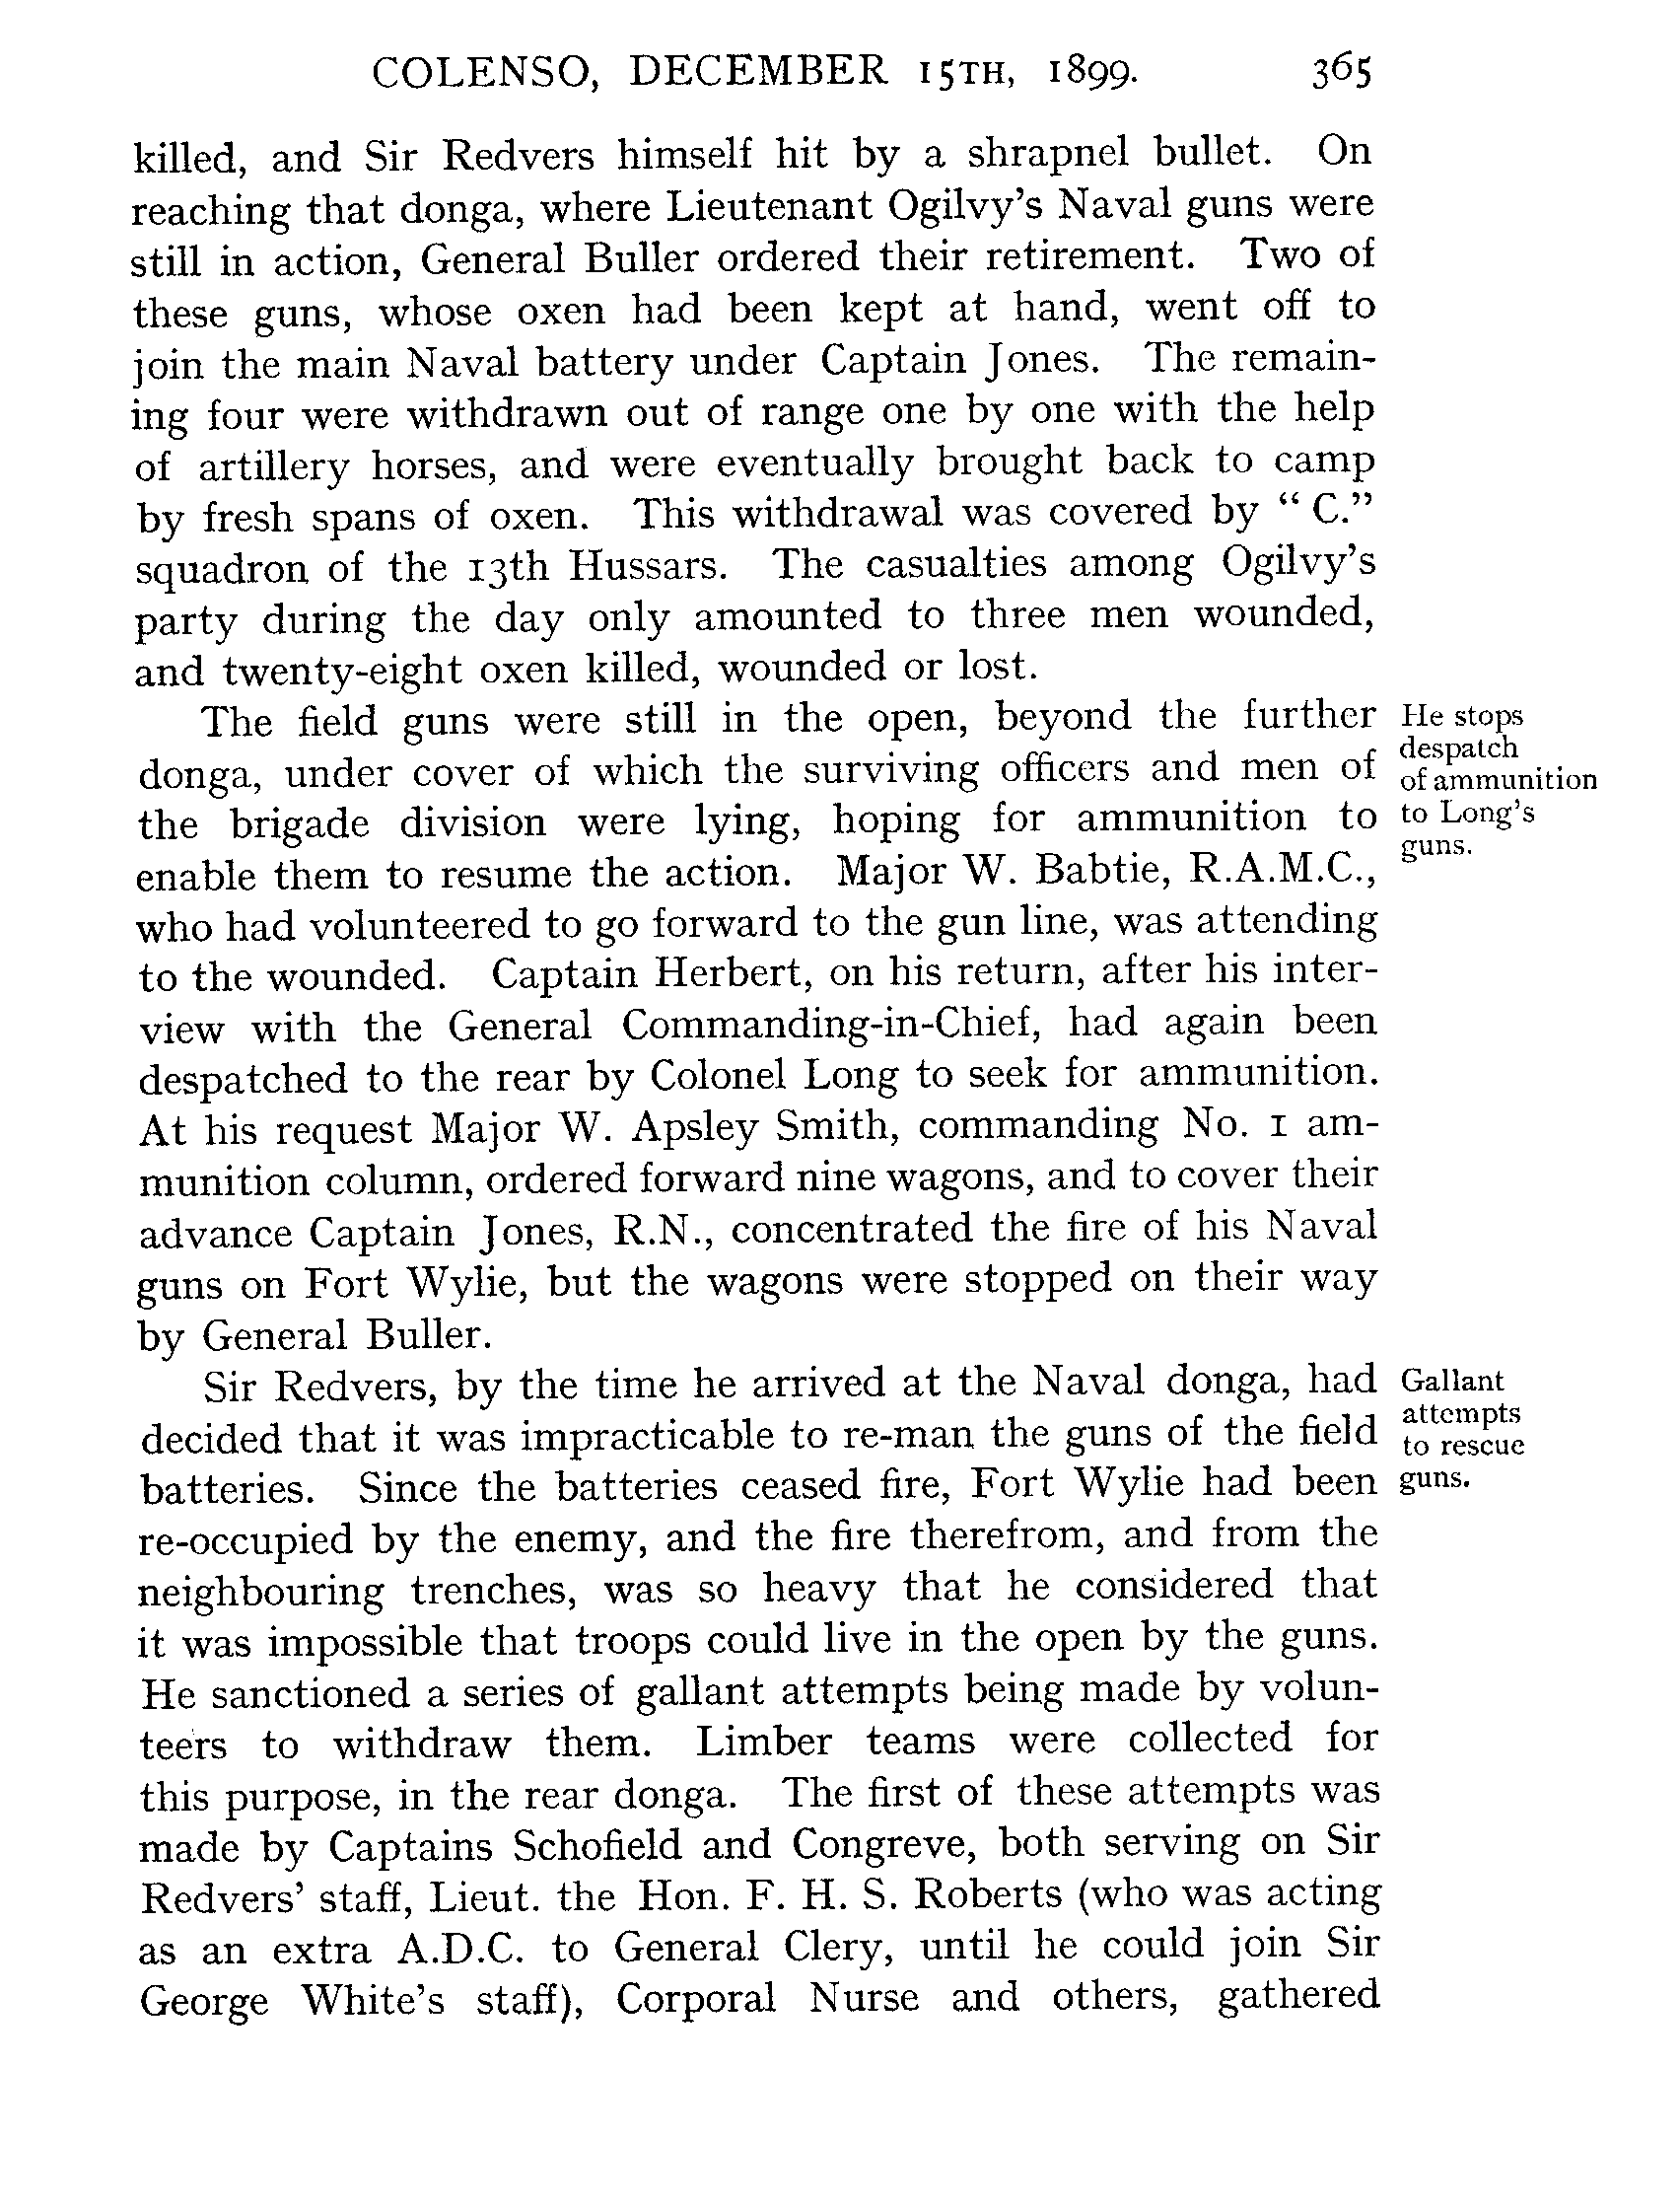 COLENSO, DECEMBER 15TH, 1899. 365
killed, and Sir Redvers himself hit by a shrapnel bullet. On
reaching that donga, where Lieutenant Ogilvy's Naval guns were
still in action, General Buller ordered their retirement. Two of
these guns, whose oxen had been kept at hand, went off to
join the main Naval battery under Captain Jones. The remain-
ing four were withdrawn out of range one by one with the help
of artillery horses, and were eventually brought back to camp
by fresh spans of oxen. This withdrawal was covered by “ C.”
squadron of the 13th Hussars. The casualties among Ogilvy's
party during the day only amounted to three men wounded,
and twenty-eight oxen killed, wounded or lost.
The field guns were still in the open, beyond the further
donga, under cover of which the surviving officers and men of
the brigade division were lying, hoping for ammunition to
enable them to resume the action. Major W. Babtie, R.A.M.C.,
who had volunteered to go forward to the gun line, was attending
to the wounded. Captain Herbert, on his return, after his inter-
view with the General Commanding-in-Chief, had again been
despatched to the rear by Colonel Long to seek for ammunition.
At his request Major W. Apsley Smith, commanding No. 1 am-
munition column, ordered forward nine wagons, and to cover their
advance Captain Jones, R.N., concentrated the fire of his Naval
guns on Fort Wylie, but the wagons were stopped on their way
by General Buller.
He stops
despatch
of ammunition
to Long's
guns.
Sir Redvers, by the time he arrived at the Naval donga, had
decided that it was impracticable to re-man the guns of the field
batteries. Since the batteries ceased fire, Fort Wylie had been
re-occupied by the enemy, and the fire therefrom, and from the
neighbouring trenches, was so heavy that he considered that
it was impossible that troops could live in the open by the guns.
He sanctioned a series of gallant attempts being made by volun-
teers to withdraw them. Limber teams were collected for
this purpose, in the rear donga. The first of these attempts was
made by Captains Schofield and Congreve, both serving on Sir
Redvers' staff, Lieut. the Hon. F. H. S. Roberts (who was acting
as an extra A.D.C. to General Clery, until he could join Sir
George White's staff), Corporal Nurse and others, gathered
Gallant
attempts
to rescue
guns.